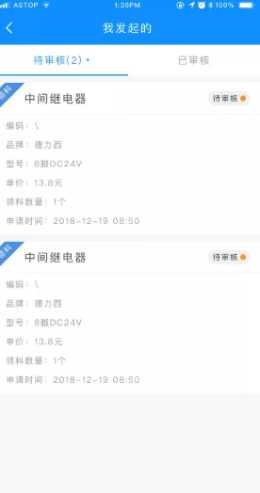 ASTOP 1:30PM 100%
我发起的
待审核(2)
已审核
领料
中间继电器
待审核
编码：\
品牌：德力西
型号：8脚DC24V
单价：13.8元
领料数量：1个
申请时间：2018-12-19 08:50
领料
中间继电器
待审核
编码：\
品牌：德力西
型号：8脚DC24V
单价：13.8元
领料数量：1个
申请时间：2018-12-19 08:50